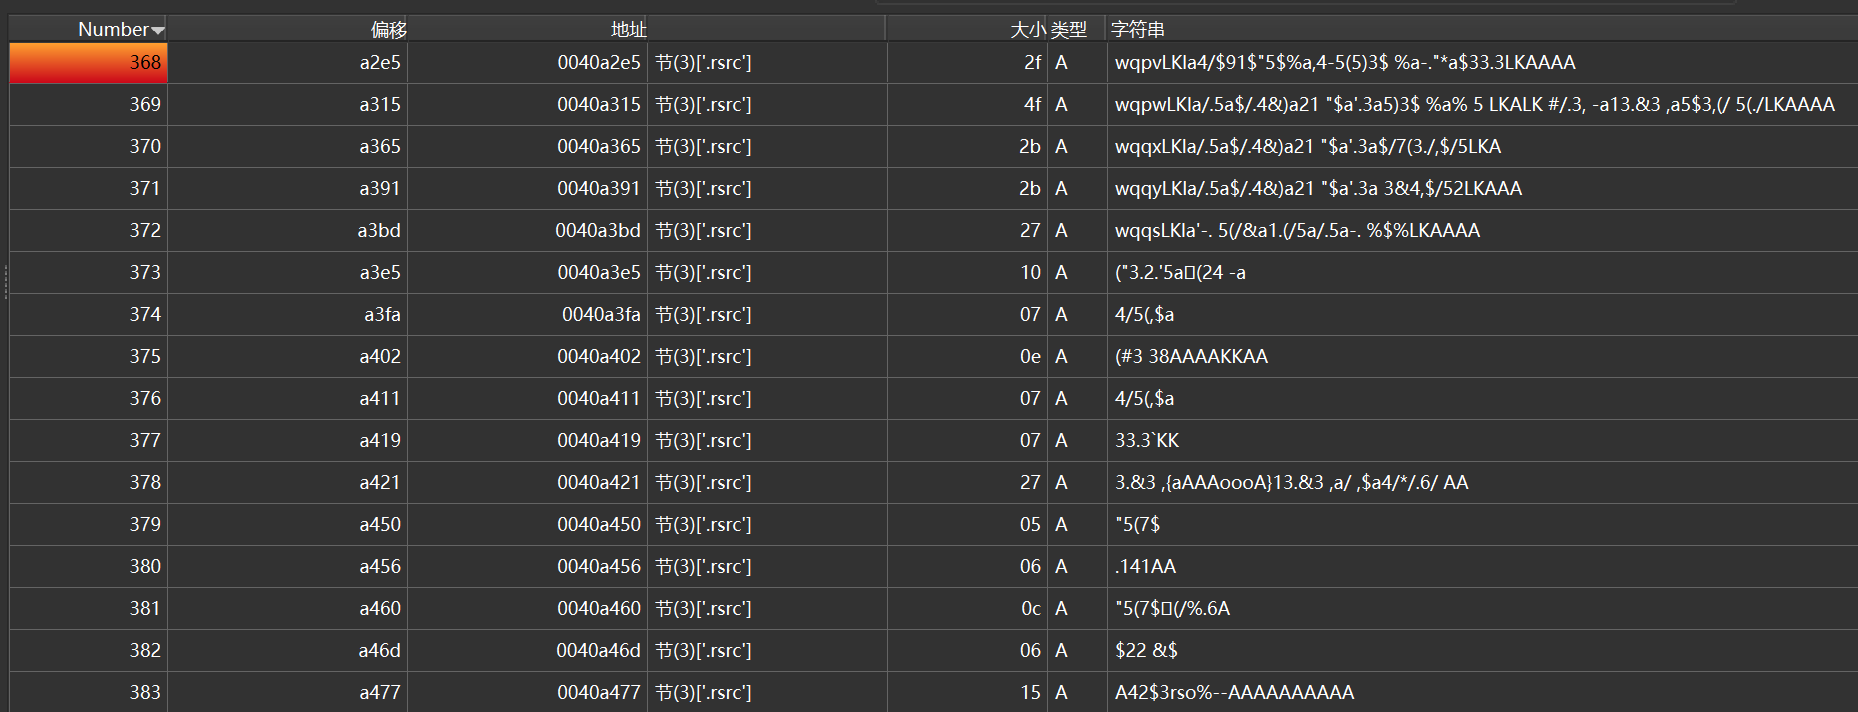 Number 偏移 地址 大小 类型 字符串
368 a2e5 0040a2e5 节(3)['.rsrc'] 2f A wqpvLKla4/$91$"5$%a,4-5(5)3$ %a-."*a$33.3LKAAAA
369 a315 0040a315 节(3)['.rsrc'] 4f A wqpwLKla/.5a$/.4&)a21 "$a'.3a5)3$ %a% 5 LKALK #/.3, -a13.&3 ,a5$3,(/ 5(./LKAAAA
370 a365 0040a365 节(3)['.rsrc'] 2b A wqqxLKla/.5a$/.4&)a21 "$a'.3a$/7(3./,$/5LKA
371 a391 0040a391 节(3)['.rsrc'] 2b A wqqyLKla/.5a$/.4&)a21 "$a'.3a 3&4,$/52LKAAA
372 a3bd 0040a3bd 节(3)['.rsrc'] 27 A wqqsLKla'-. 5(/&a1.(/5a/.5a-. %$%LKAAAA
373 a3e5 0040a3e5 节(3)['.rsrc'] 10 A ("3.2.'5a▯(24 -a
374 a3fa 0040a3fa 节(3)['.rsrc'] 07 A 4/5(,$a
375 a402 0040a402 节(3)['.rsrc'] 0e A (#3 38AAAAKKAA
376 a411 0040a411 节(3)['.rsrc'] 07 A 4/5(,$a
377 a419 0040a419 节(3)['.rsrc'] 07 A 33.3`KK
378 a421 0040a421 节(3)['.rsrc'] 27 A 3.&3 ,{aAAAoooA}13.&3 ,a/ ,$a4/*/.6/ AA
379 a450 0040a450 节(3)['.rsrc'] 05 A "5(7$
380 a456 0040a456 节(3)['.rsrc'] 06 A .141AA
381 a460 0040a460 节(3)['.rsrc'] 0c A "5(7$▯(/%.6A
382 a46d 0040a46d 节(3)['.rsrc'] 06 A $22 &$
383 a477 0040a477 节(3)['.rsrc'] 15 A A42$3rso%--AAAAAAAAAA